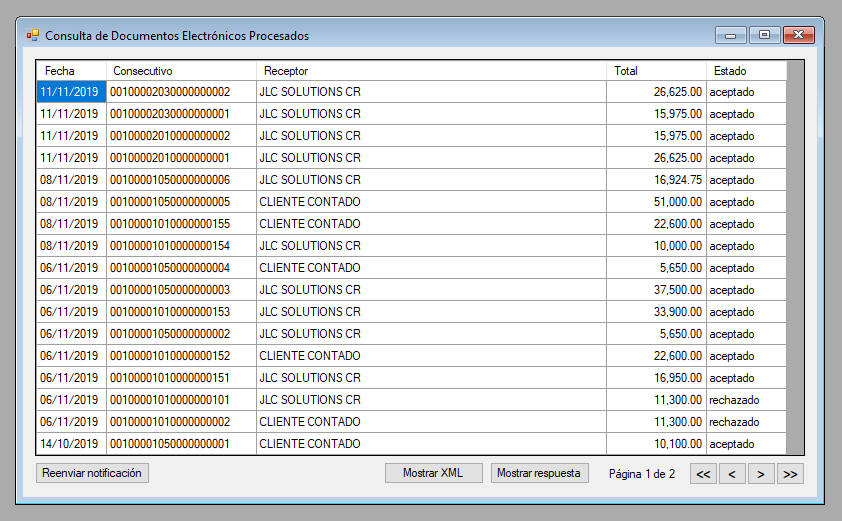 Consulta de Documentos Electrónicos Procesados
Fecha Consecutivo Receptor Total Estado
11/11/2019 00100002030000000002 JLC SOLUTIONS CR 26,625.00 aceptado
11/11/2019 00100002030000000001 JLC SOLUTIONS CR 15,975.00 aceptado
11/11/2019 00100002010000000002 JLC SOLUTIONS CR 15,975.00 aceptado
11/11/2019 00100002010000000001 JLC SOLUTIONS CR 26,625.00 aceptado
08/11/2019 00100001050000000006 JLC SOLUTIONS CR 16,924.75 aceptado
08/11/2019 00100001050000000005 CLIENTE CONTADO 51,000.00 aceptado
08/11/2019 00100001010000000155 CLIENTE CONTADO 22,600.00 aceptado
08/11/2019 00100001010000000154 JLC SOLUTIONS CR 10,000.00 aceptado
06/11/2019 00100001050000000004 CLIENTE CONTADO 5,650.00 aceptado
06/11/2019 00100001050000000003 JLC SOLUTIONS CR 37,500.00 aceptado
06/11/2019 00100001010000000153 JLC SOLUTIONS CR 33,900.00 aceptado
06/11/2019 00100001050000000002 JLC SOLUTIONS CR 5,650.00 aceptado
06/11/2019 00100001010000000152 CLIENTE CONTADO 22,600.00 aceptado
06/11/2019 00100001010000000151 JLC SOLUTIONS CR 16,950.00 aceptado
06/11/2019 00100001010000000101 JLC SOLUTIONS CR 11,300.00 rechazado
06/11/2019 00100001010000000002 CLIENTE CONTADO 11,300.00 rechazado
14/10/2019 00100001050000000001 CLIENTE CONTADO 10,100.00 aceptado
Reenviar notificación Mostrar XML Mostrar respuesta Página 1 de 2 << < > >>